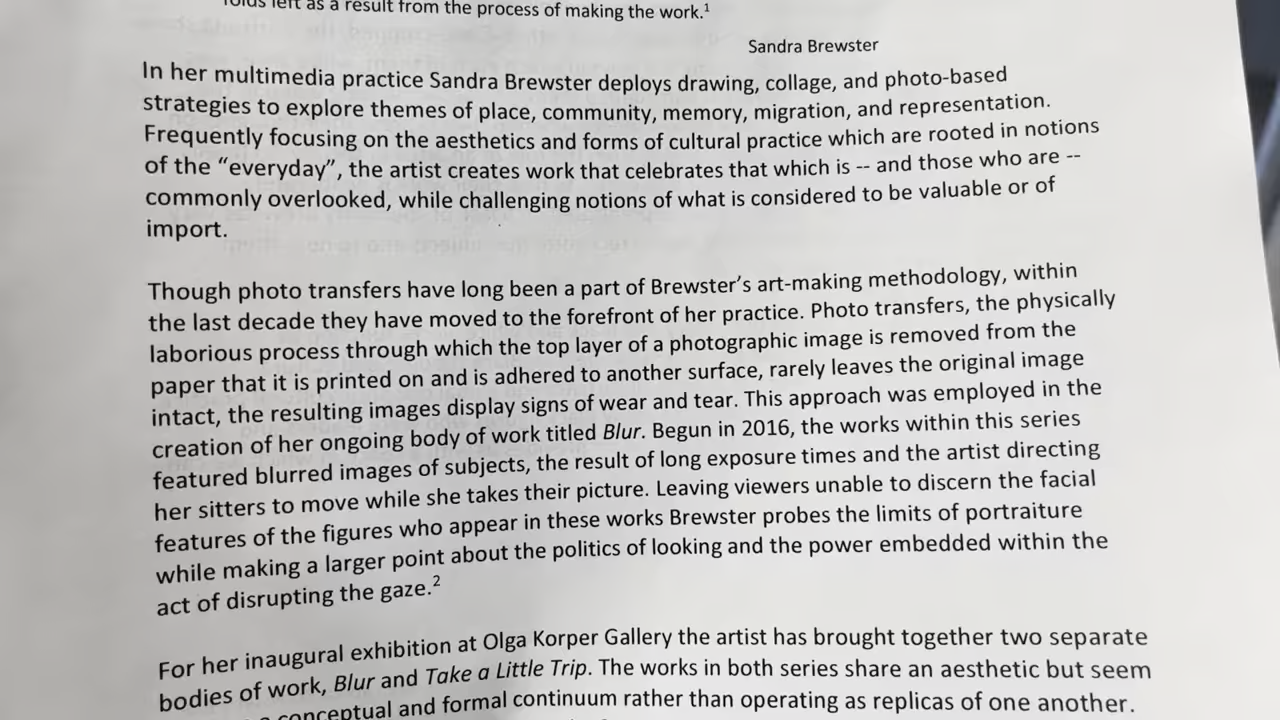 folds left as a result from the process of making the work.¹
Sandra Brewster
In her multimedia practice Sandra Brewster deploys drawing, collage, and photo-based
strategies to explore themes of place, community, memory, migration, and representation.
Frequently focusing on the aesthetics and forms of cultural practice which are rooted in notions
of the “everyday”, the artist creates work that celebrates that which is -- and those who are --
commonly overlooked, while challenging notions of what is considered to be valuable or of
import.
Though photo transfers have long been a part of Brewster’s art-making methodology, within
the last decade they have moved to the forefront of her practice. Photo transfers, the physically
laborious process through which the top layer of a photographic image is removed from the
paper that it is printed on and is adhered to another surface, rarely leaves the original image
intact, the resulting images display signs of wear and tear. This approach was employed in the
creation of her ongoing body of work titled Blur. Begun in 2016, the works within this series
featured blurred images of subjects, the result of long exposure times and the artist directing
her sitters to move while she takes their picture. Leaving viewers unable to discern the facial
features of the figures who appear in these works Brewster probes the limits of portraiture
while making a larger point about the politics of looking and the power embedded within the
act of disrupting the gaze.²
For her inaugural exhibition at Olga Korper Gallery the artist has brought together two separate
bodies of work, Blur and Take a Little Trip. The works in both series share an aesthetic but seem
conceptual and formal continuum rather than operating as replicas of one another.